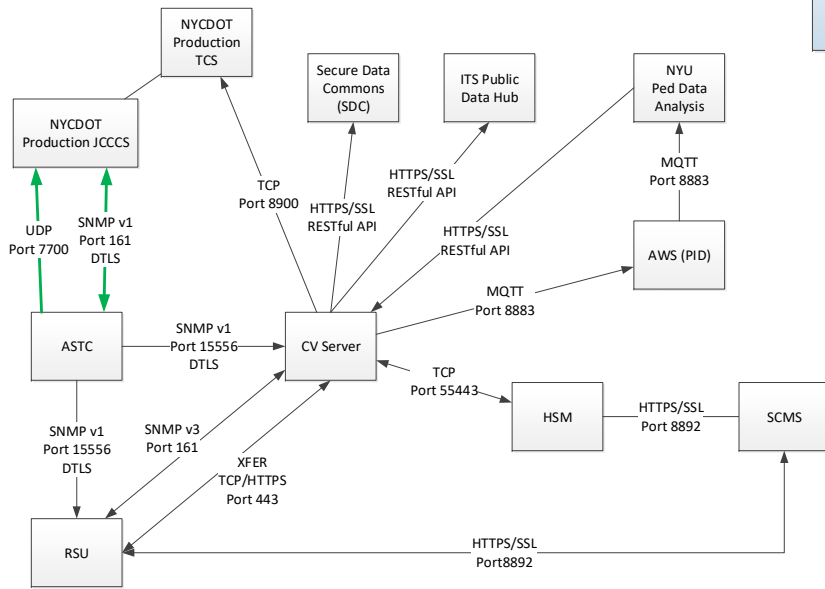 NYCDOT
Production
TCS
Secure Data
Commons
(SDC)
ITS Public
Data Hub
NYU
Ped Data
Analysis
NYCDOT
Production JCCCS
UDP
Port 7700
SNMP v1
Port 161
DTLS
TCP
Port 8900
HTTPS/SSL
RESTful API
HTTPS/SSL
RESTful API
HTTPS/SSL
RESTful API
MQTT
Port 8883
AWS (PID)
MQTT
Port 8883
ASTC
SNMP v1
Port 15556
DTLS
CV Server
TCP
Port 55443
HSM
HTTPS/SSL
Port 8892
SCMS
SNMP v1
Port 15556
DTLS
SNMP v3
Port 161
XFER
TCP/HTTPS
Port 443
RSU
HTTPS/SSL
Port8892